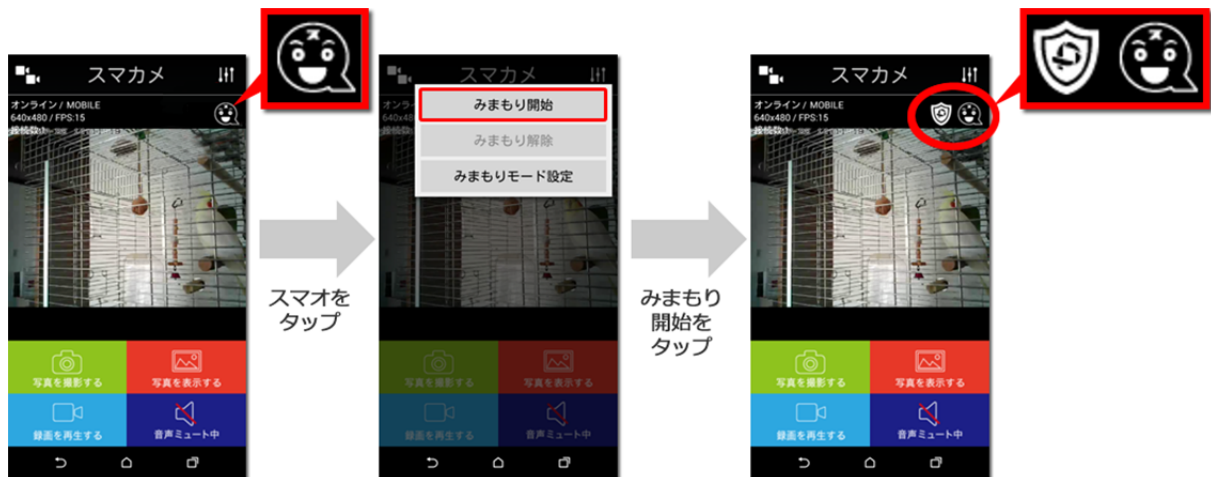 スマカメ
オンライン / MOBILE
640x480 / FPS:15
写真を撮影する
写真を表示する
録画を再生する
音声ミュート中
ス
スマオを
タップ
スマカメ
みまもり開始
みまもり解除
みまもりモード設定
写真を撮影する
写真を表示する
録画を再生する
音声ミュート中
みまもり
開始を
タップ
スマカメ
オンライン / MOBILE
640x480 / FPS:15
写真を撮影する
写真を表示する
録画を再生する
音声ミュート中
ス